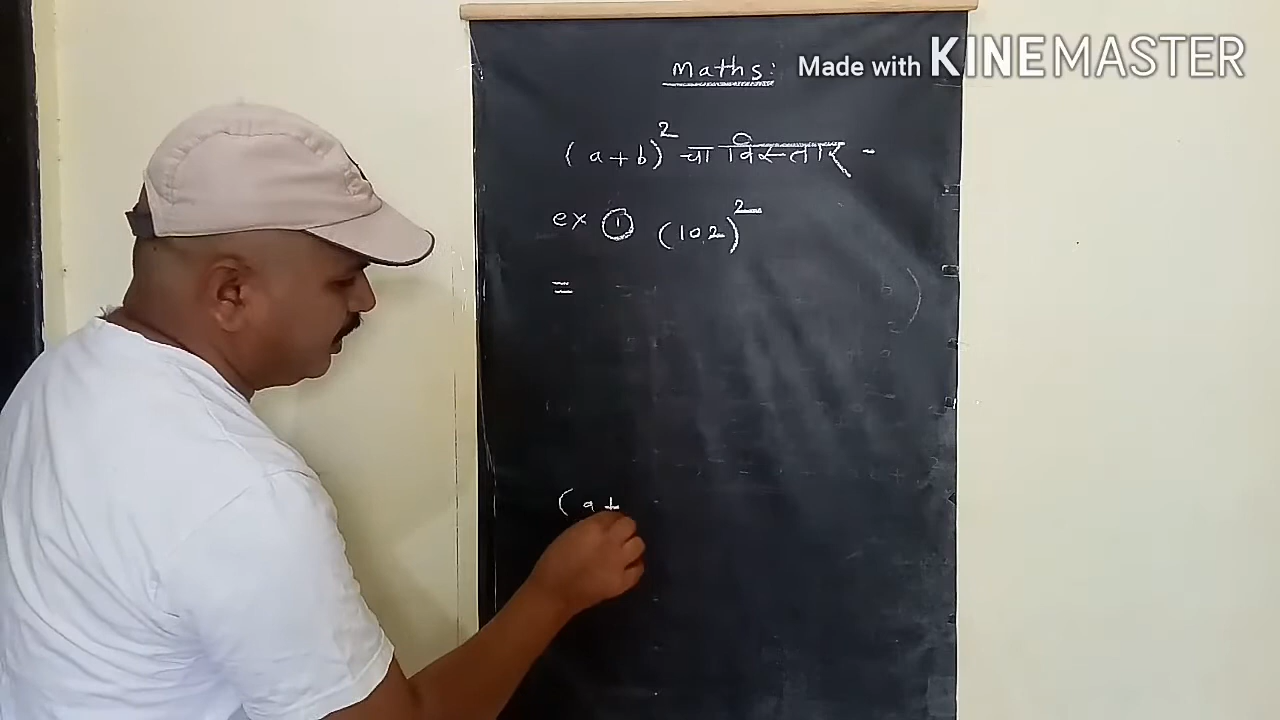 Made with KINEMASTER
Maths:
(a+b)² चा विस्तार -
ex ① (102)²
=
(a+